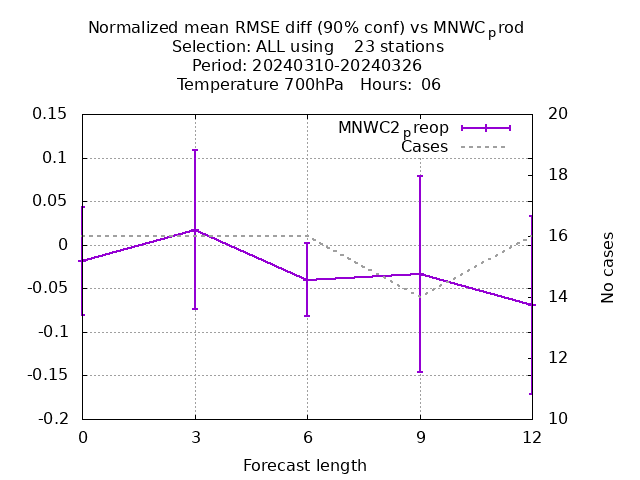 Normalized mean RMSE diff (90% conf) vs MNWCprod
Selection: ALL using    23 stations
Period: 20240310-20240326
Temperature 700hPa   Hours:  06
MNWC2preop
Cases
0.15
0.1
0.05
0
-0.05
-0.1
-0.15
-0.2
20
18
16
14
12
10
No cases
0
3
6
9
12
Forecast length